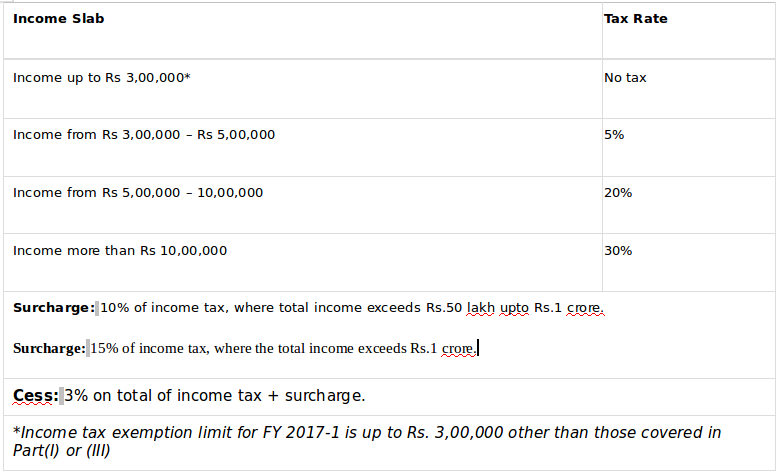 Income Slab Tax Rate
Income up to Rs 3,00,000* No tax
Income from Rs 3,00,000 – Rs 5,00,000 5%
Income from Rs 5,00,000 – 10,00,000 20%
Income more than Rs 10,00,000 30%
Surcharge: 10% of income tax, where total income exceeds Rs.50 lakh upto Rs.1 crore.
Surcharge: 15% of income tax, where the total income exceeds Rs.1 crore.
Cess: 3% on total of income tax + surcharge.
*Income tax exemption limit for FY 2017-1 is up to Rs. 3,00,000 other than those covered in
Part(I) or (III)